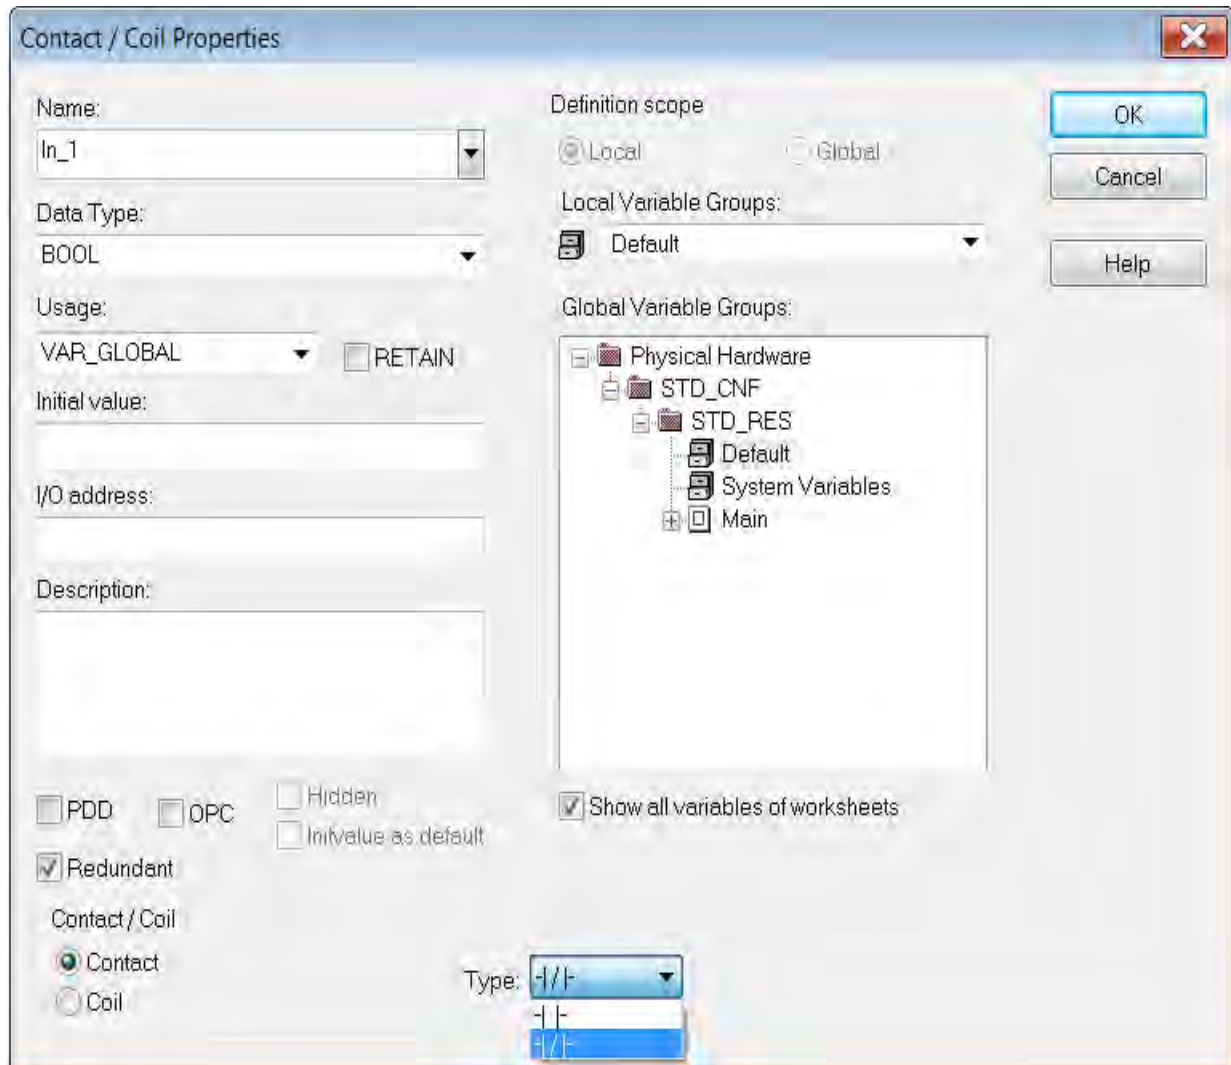 Contact / Coil Properties
Name:
In_1
Data Type:
BOOL
Usage:
VAR_GLOBAL
RETAIN
Initial value:
I/O address:
Description:
PDD
OPC
Hidden
Initvalue as default
Redundant
Contact / Coil
Contact
Coil
Type: -| / |-
-| |-
-| / |-
Definition scope
Local
Global
Local Variable Groups:
Default
Global Variable Groups:
Physical Hardware
STD_CNF
STD_RES
Default
System Variables
Main
Show all variables of worksheets
OK
Cancel
Help